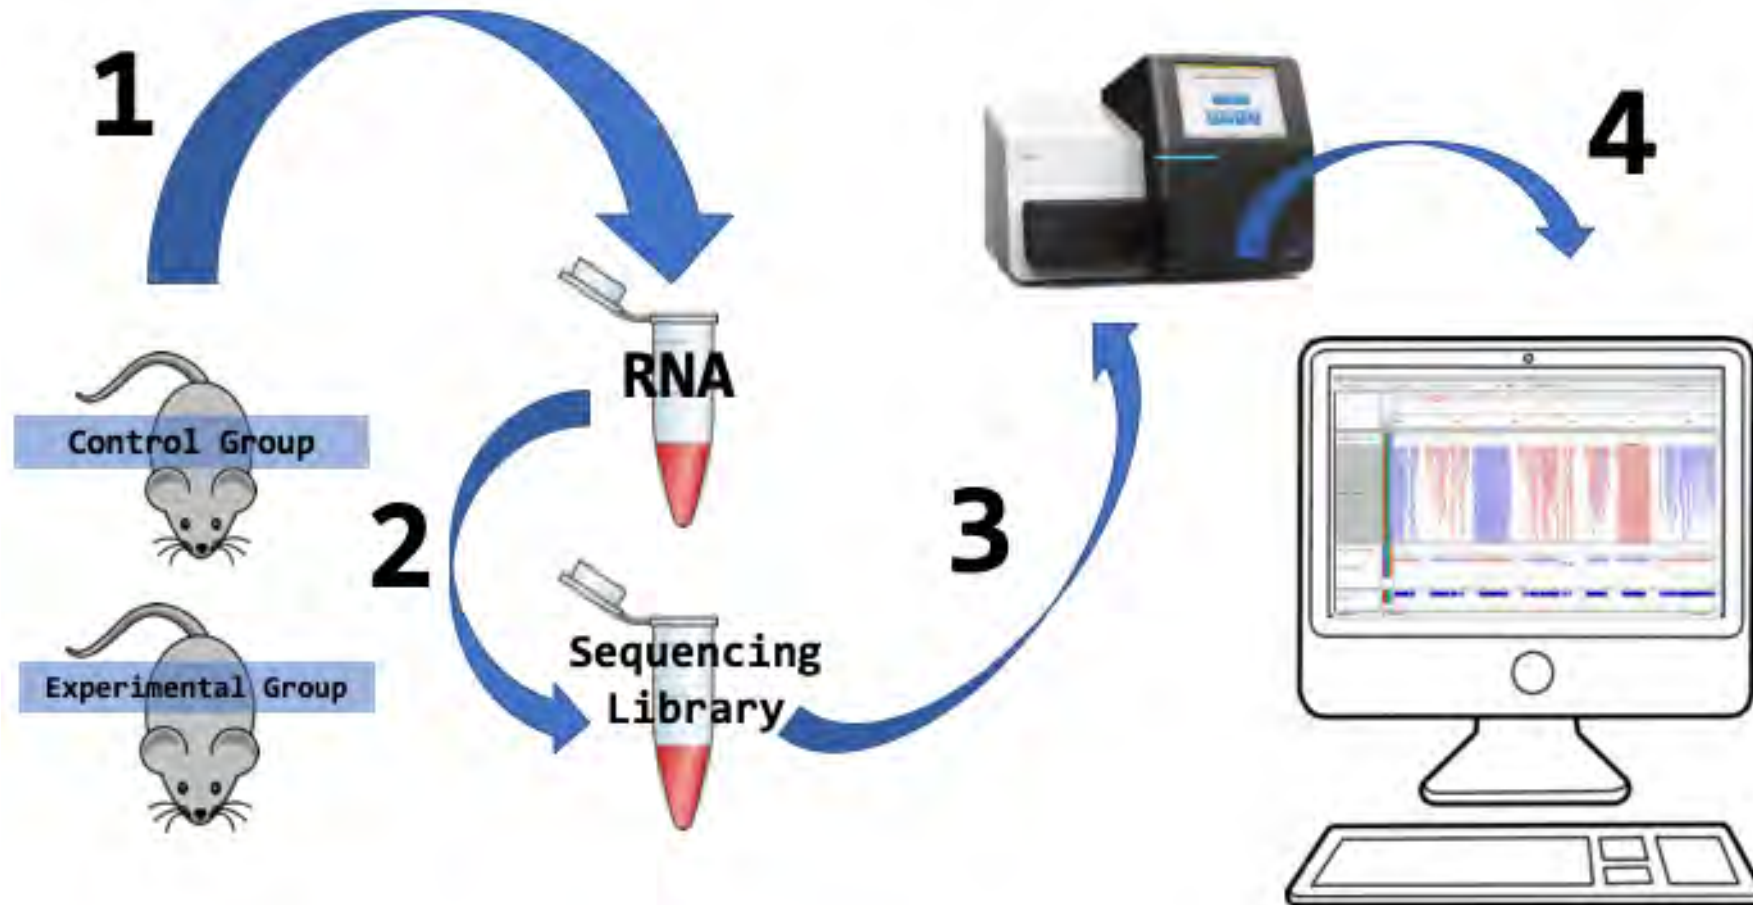 1
4
RNA
Control Group
2
3
Sequencing
Library
Experimental Group